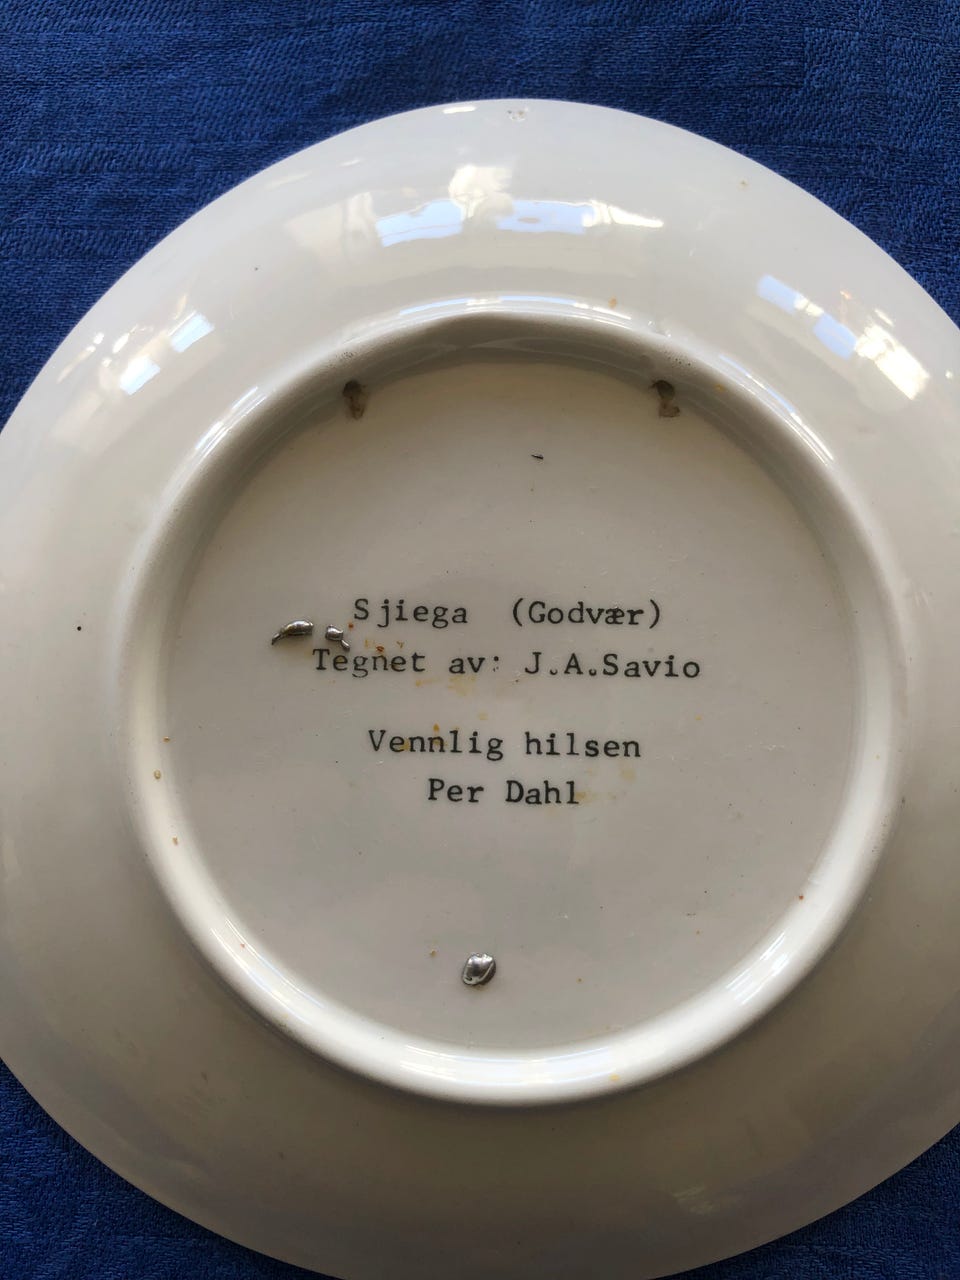 Sjiega (Godvær)
Tegnet av: J.A.Savio
Vennlig hilsen
Per Dahl